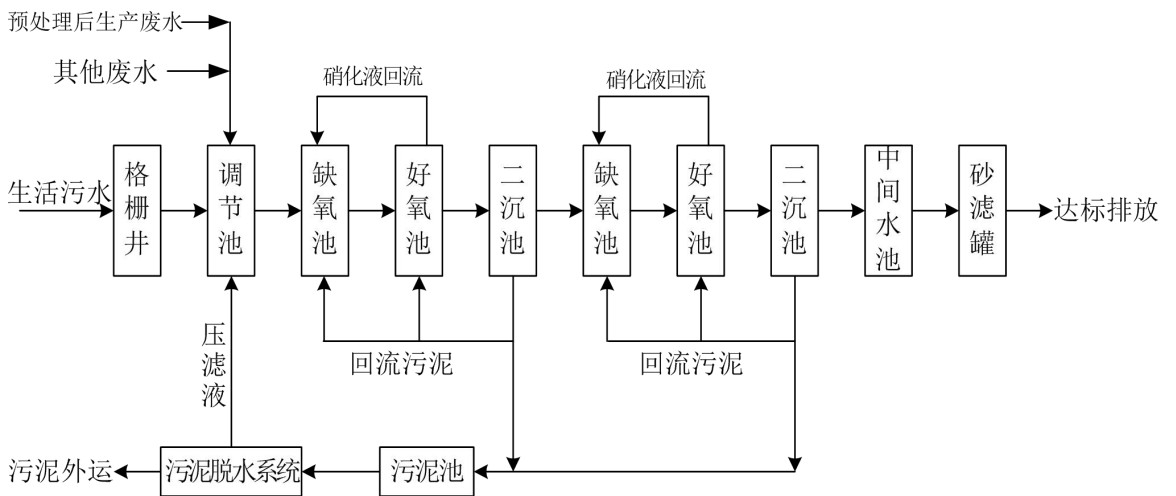 预处理后生产废水
其他废水
硝化液回流
硝化液回流
生活污水
格栅井
调节池
缺氧池
好氧池
二沉池
缺氧池
好氧池
二沉池
中间水池
砂滤罐
达标排放
压滤液
回流污泥
回流污泥
污泥外运
污泥脱水系统
污泥池